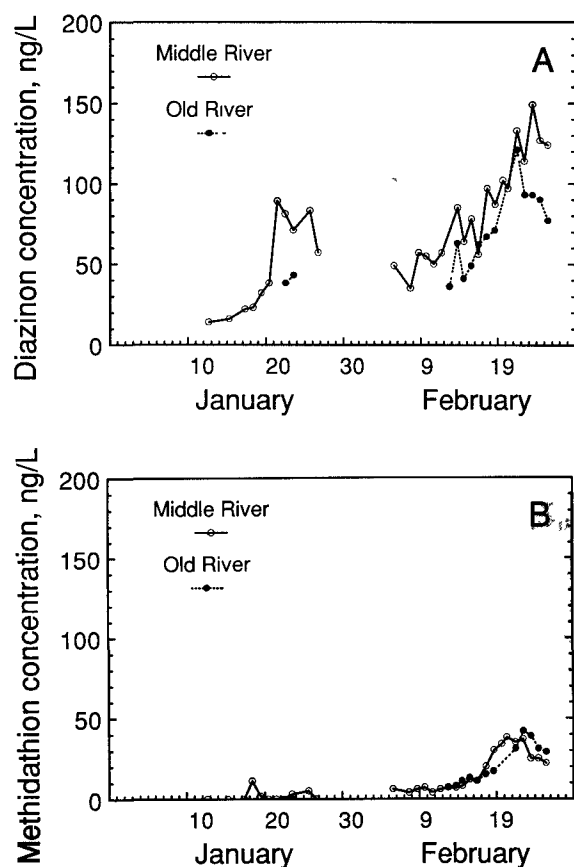 Diazinon concentration, ng/L
200
150
100
50
0
Middle River
Old River
A
10 20 30 9 19
January February
Methidathion concentration, ng/L
200
150
100
50
0
Middle River
Old River
B
10 20 30 9 19
January February